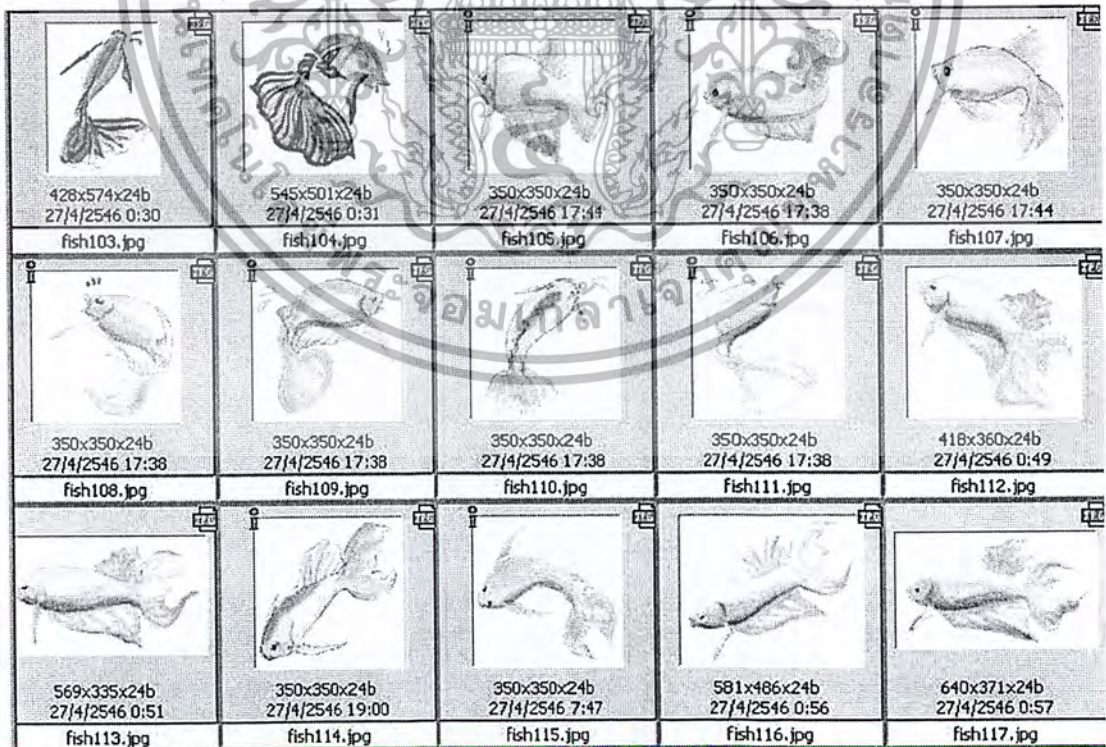 428x574x24b
27/4/2546 0:30
fish103.jpg
545x501x24b
27/4/2546 0:31
fish104.jpg
350x350x24b
27/4/2546 17:44
fish105.jpg
350x350x24b
27/4/2546 17:38
fish106.jpg
350x350x24b
27/4/2546 17:44
fish107.jpg
350x350x24b
27/4/2546 17:38
fish108.jpg
350x350x24b
27/4/2546 17:38
fish109.jpg
350x350x24b
27/4/2546 17:38
fish110.jpg
350x350x24b
27/4/2546 17:38
fish111.jpg
418x360x24b
27/4/2546 0:49
fish112.jpg
569x335x24b
27/4/2546 0:51
fish113.jpg
350x350x24b
27/4/2546 19:00
fish114.jpg
350x350x24b
27/4/2546 7:47
fish115.jpg
581x486x24b
27/4/2546 0:56
fish116.jpg
640x371x24b
27/4/2546 0:57
fish117.jpg